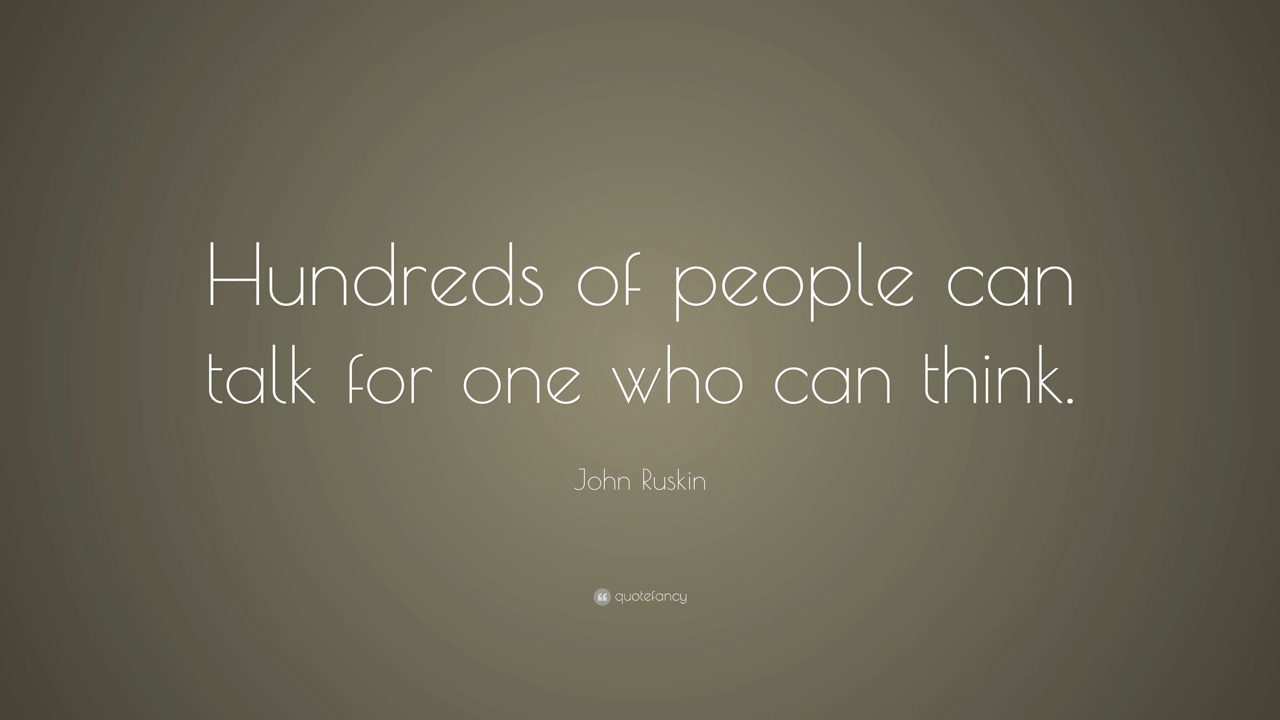 Hundreds of people can
talk for one who can think.
John Ruskin
quotefancy